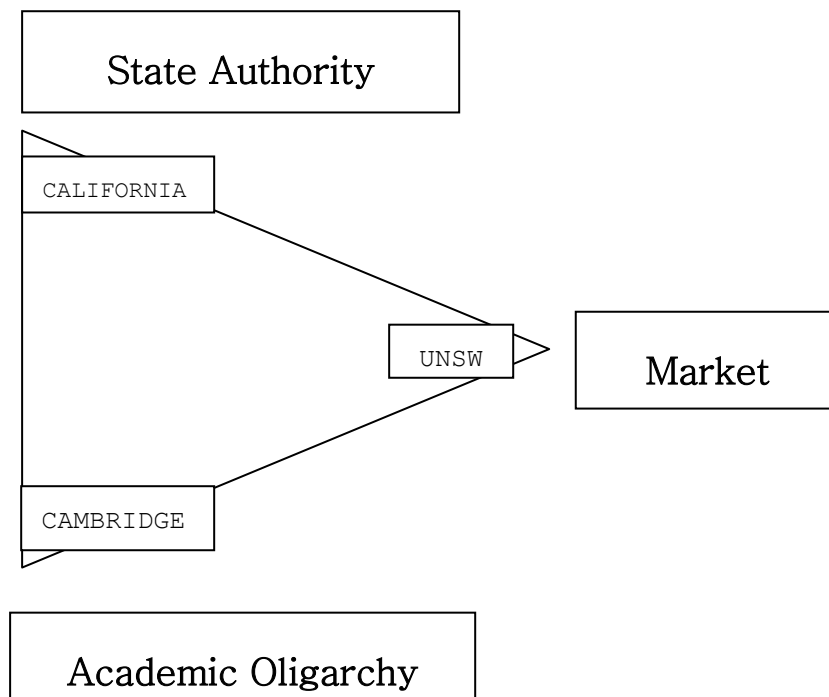 State Authority
CALIFORNIA
UNSW
Market
CAMBRIDGE
Academic Oligarchy